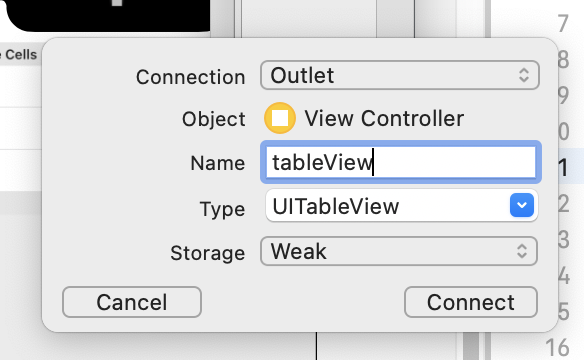 e Cells
Connection Outlet
Object View Controller
Name tableView
Type UITableView
Storage Weak
Cancel Connect
7
8
9
0
1
2
3
4
5
16